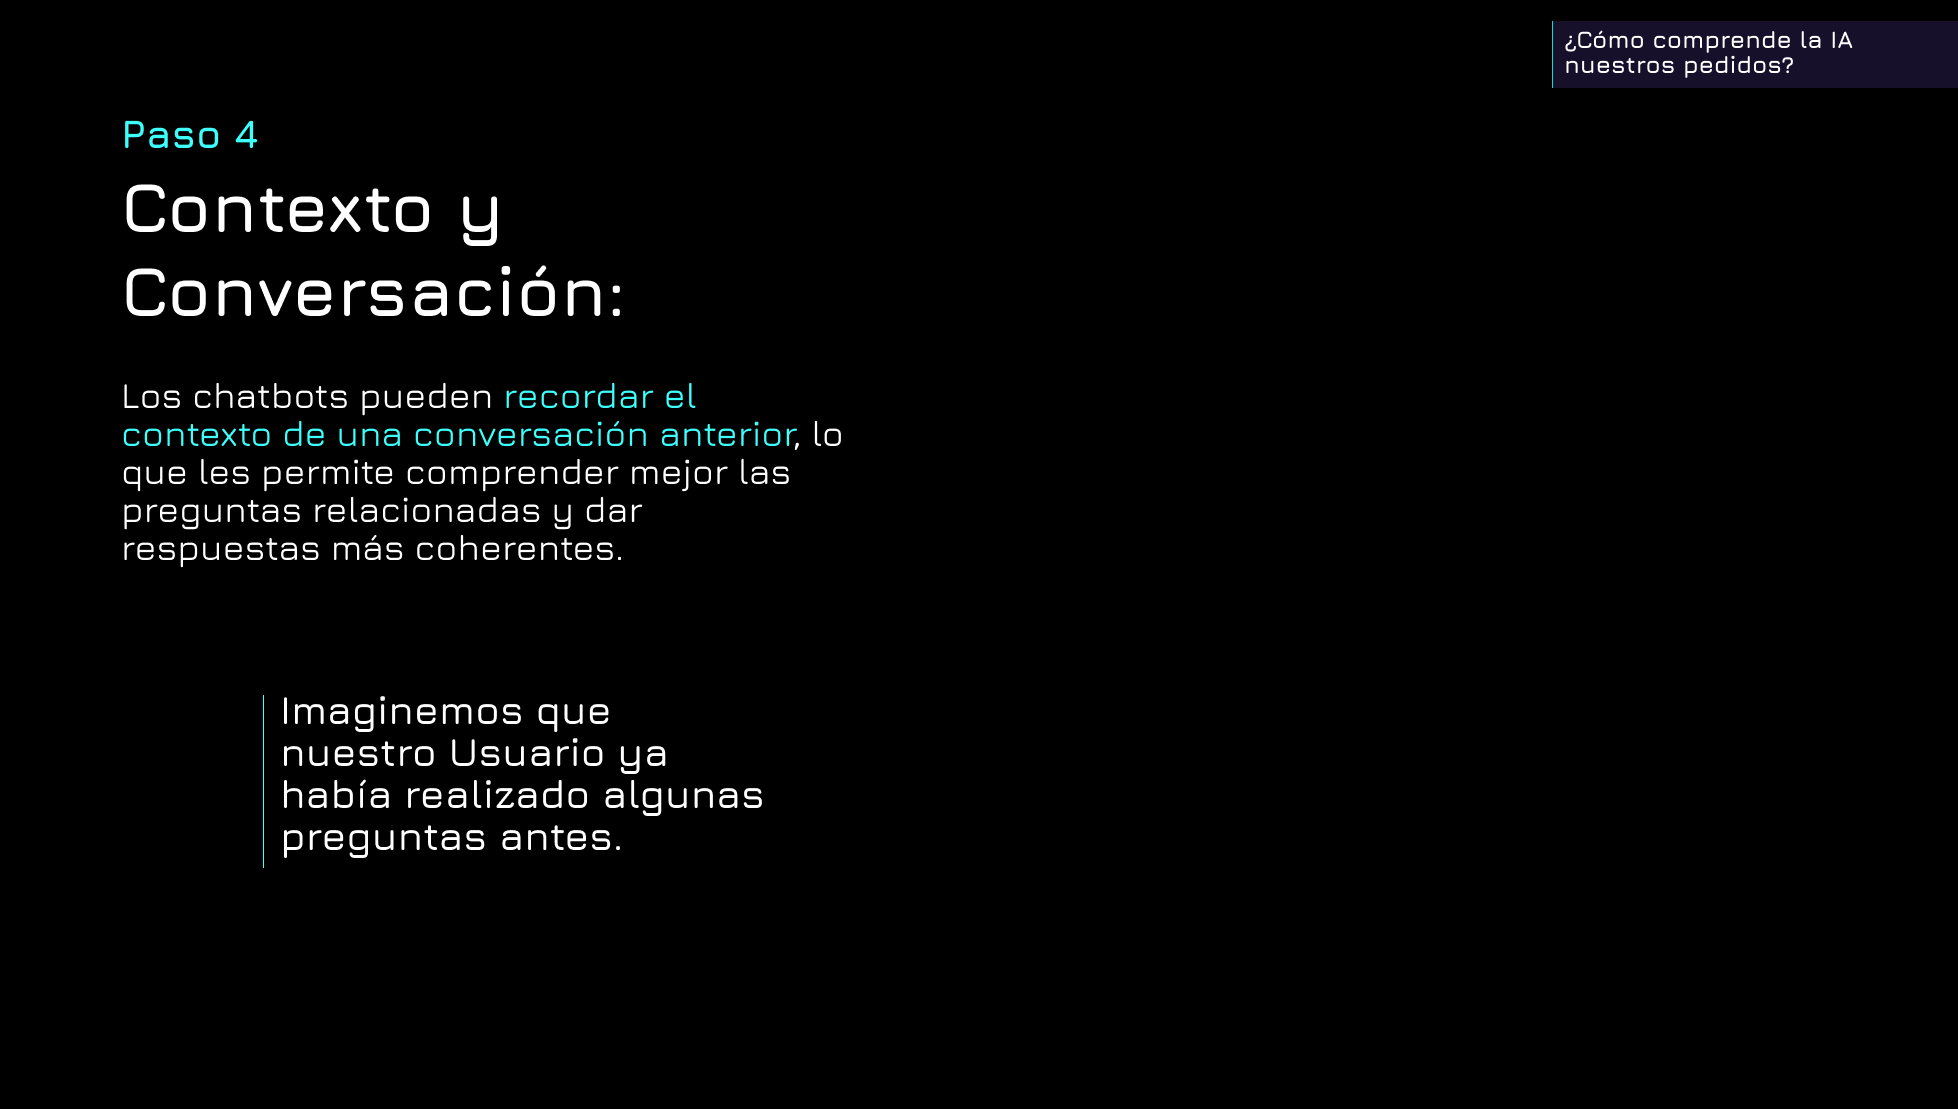 ¿Cómo comprende la IA
nuestros pedidos?
Paso 4
Contexto y
Conversación:
Los chatbots pueden recordar el
contexto de una conversación anterior, lo
que les permite comprender mejor las
preguntas relacionadas y dar
respuestas más coherentes.
Imaginemos que
nuestro Usuario ya
había realizado algunas
preguntas antes.